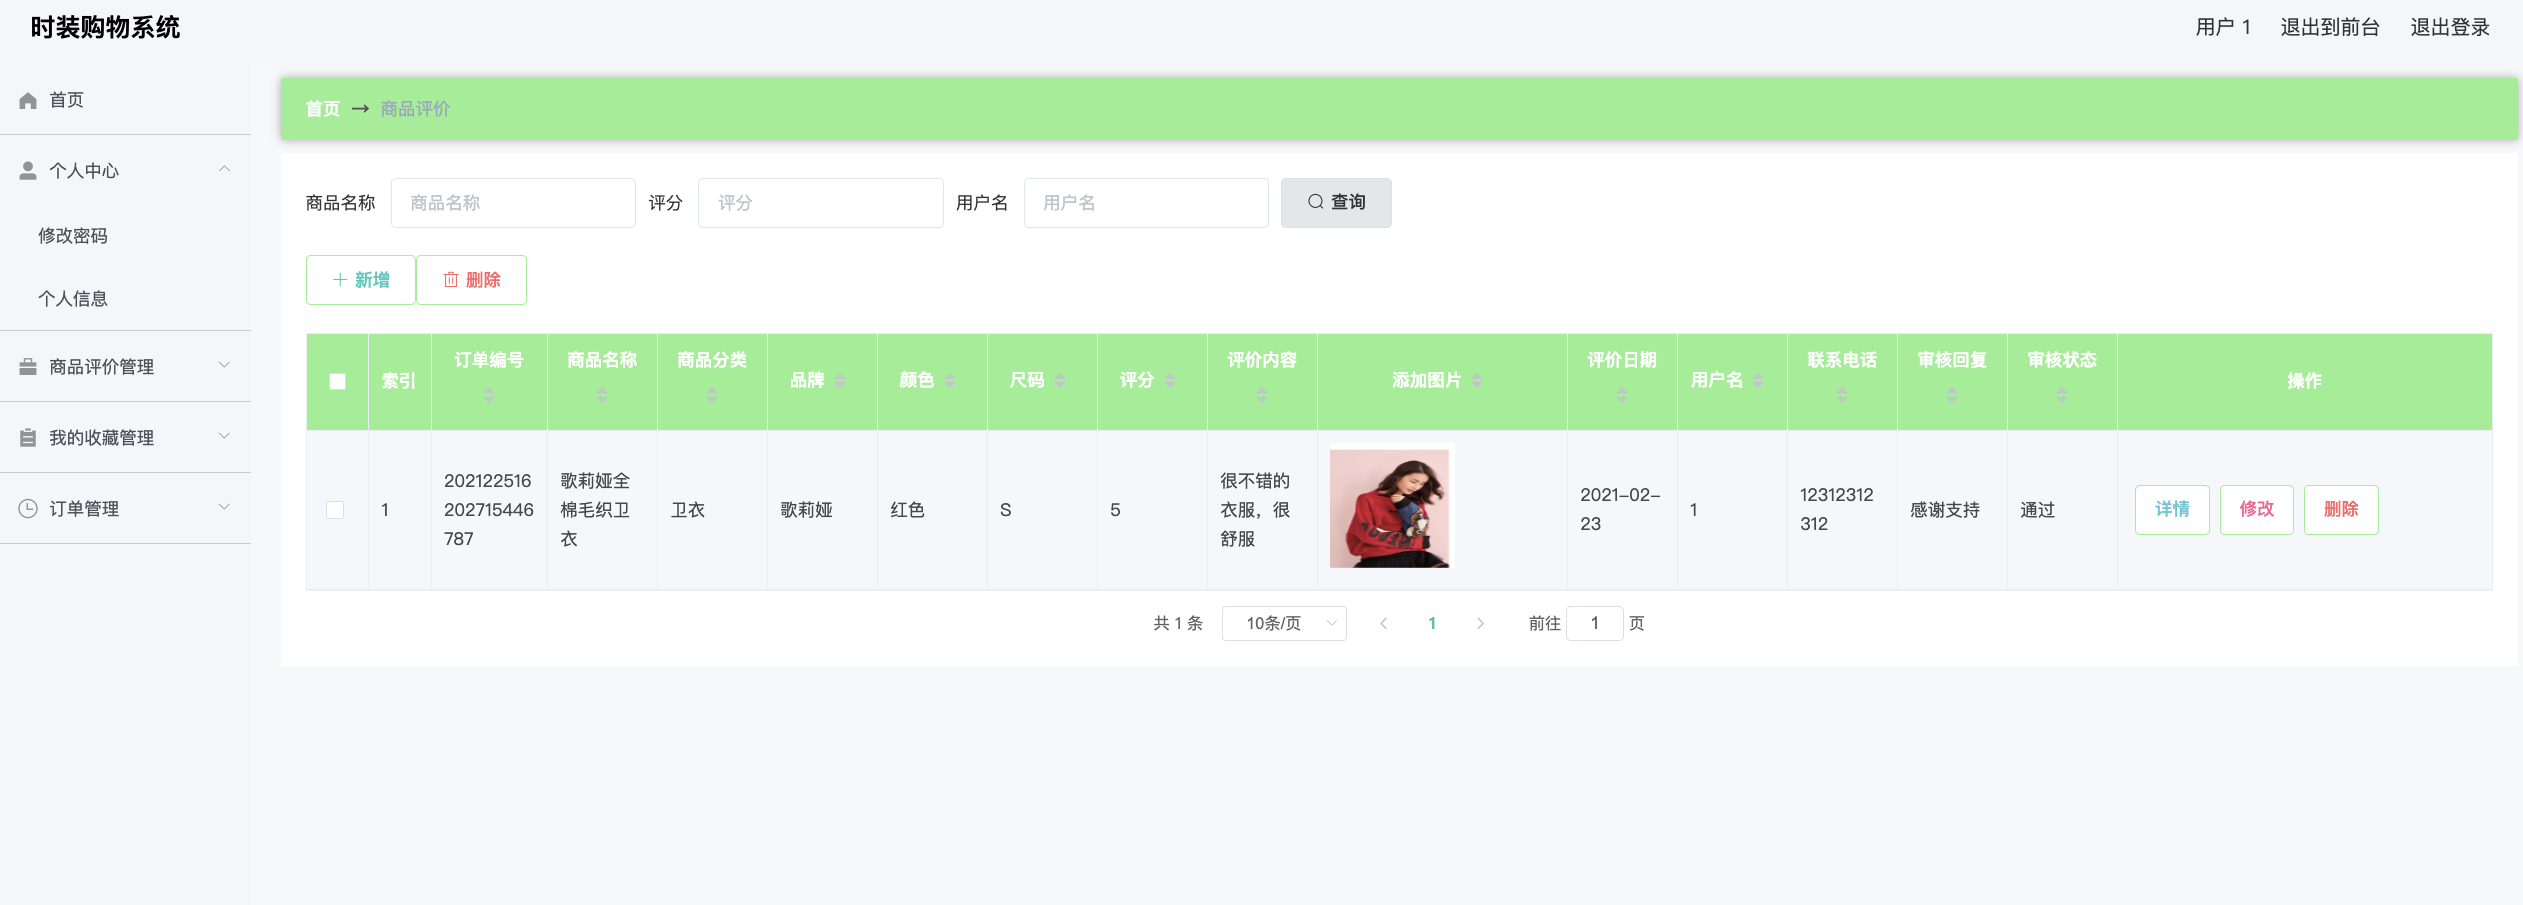 时装购物系统
用户 1 退出到前台 退出登录
首页
个人中心
修改密码
个人信息
商品评价管理
我的收藏管理
订单管理
首页 → 商品评价
商品名称 商品名称 评分 评分 用户名 用户名 查询
新增 删除
索引 订单编号 商品名称 商品分类 品牌 颜色 尺码 评分 评价内容 添加图片 评价日期 用户名 联系电话 审核回复 审核状态 操作
1
202122516
202715446
787
歌莉娅全
棉毛织卫
衣
卫衣
歌莉娅
红色
S
5
很不错的
衣服，很
舒服
2021-02-
23
1
12312312
312
感谢支持
通过
详情 修改 删除
共 1 条 10条/页 1 前往 1 页